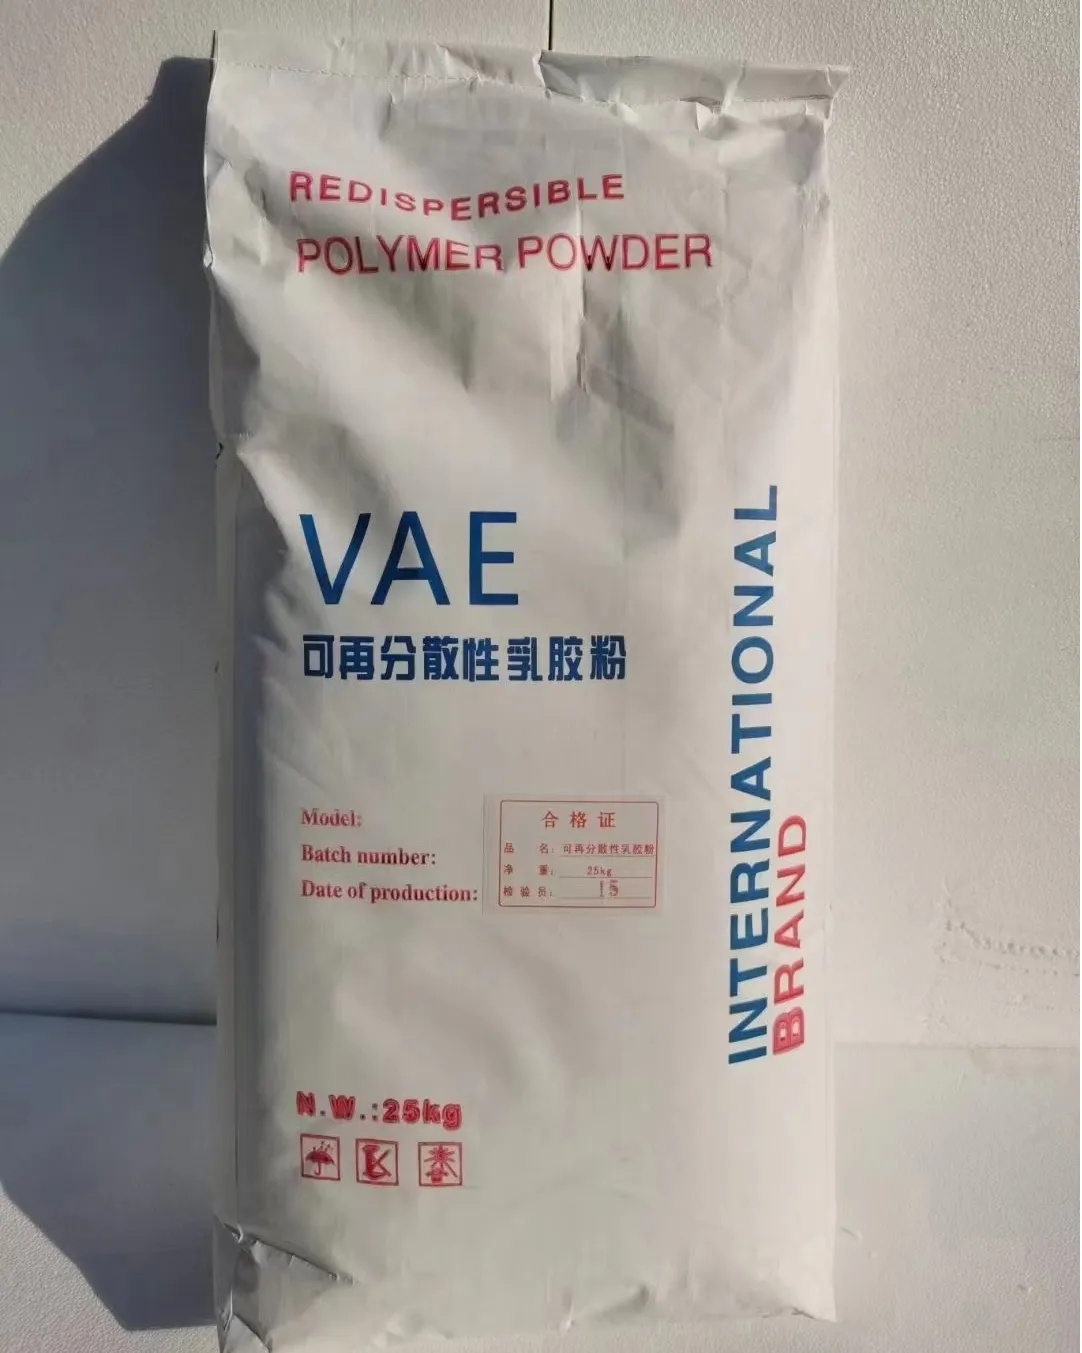 REDISPERSIBLE
POLYMER POWDER
VAE
可再分散性乳胶粉
INTERNATIONAL
BRAND
Model:
Batch number:
Date of production:
合格证
品 名: 可再分散性乳胶粉
净 重: 25kg
检验员: 15
N.W.:25kg